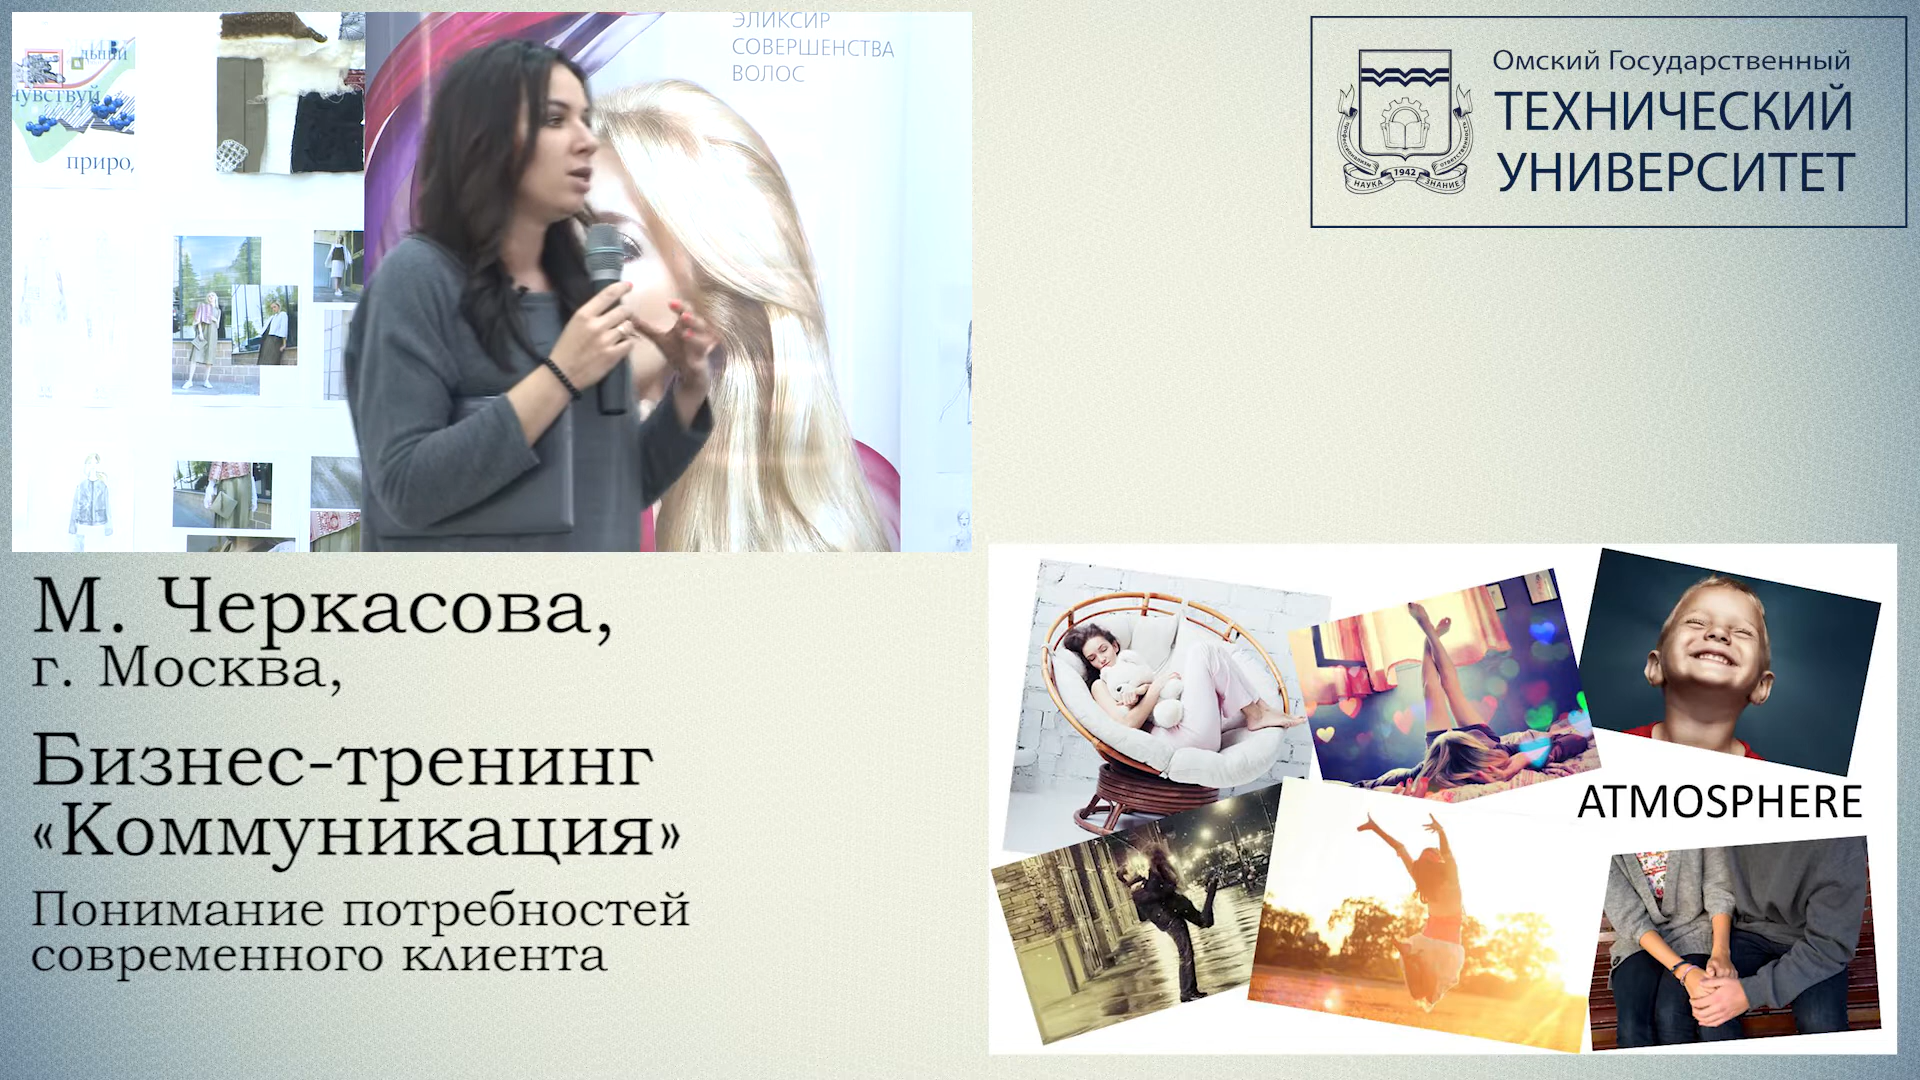 ЭЛИКСИР
СОВЕРШЕНСТВА
ВОЛОС
чувствуй
Омский Государственный
ТЕХНИЧЕСКИЙ
УНИВЕРСИТЕТ
НАУКА 1942 ЗНАНИЕ
М. Черкасова,
г. Москва,
Бизнес-тренинг
«Коммуникация»
Понимание потребностей
современного клиента
ATMOSPHERE